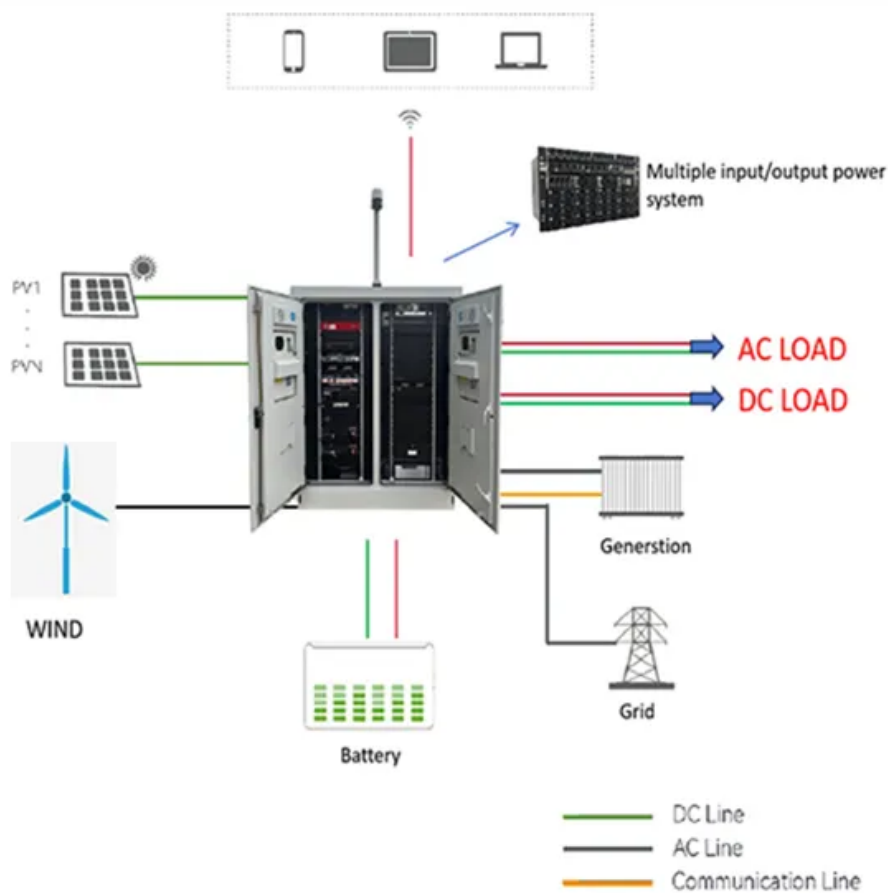 Multiple input/output power
system
PV1
PVN
AC LOAD
DC LOAD
WIND
Generstion
Grid
Battery
DC Line
AC Line
Communication Line